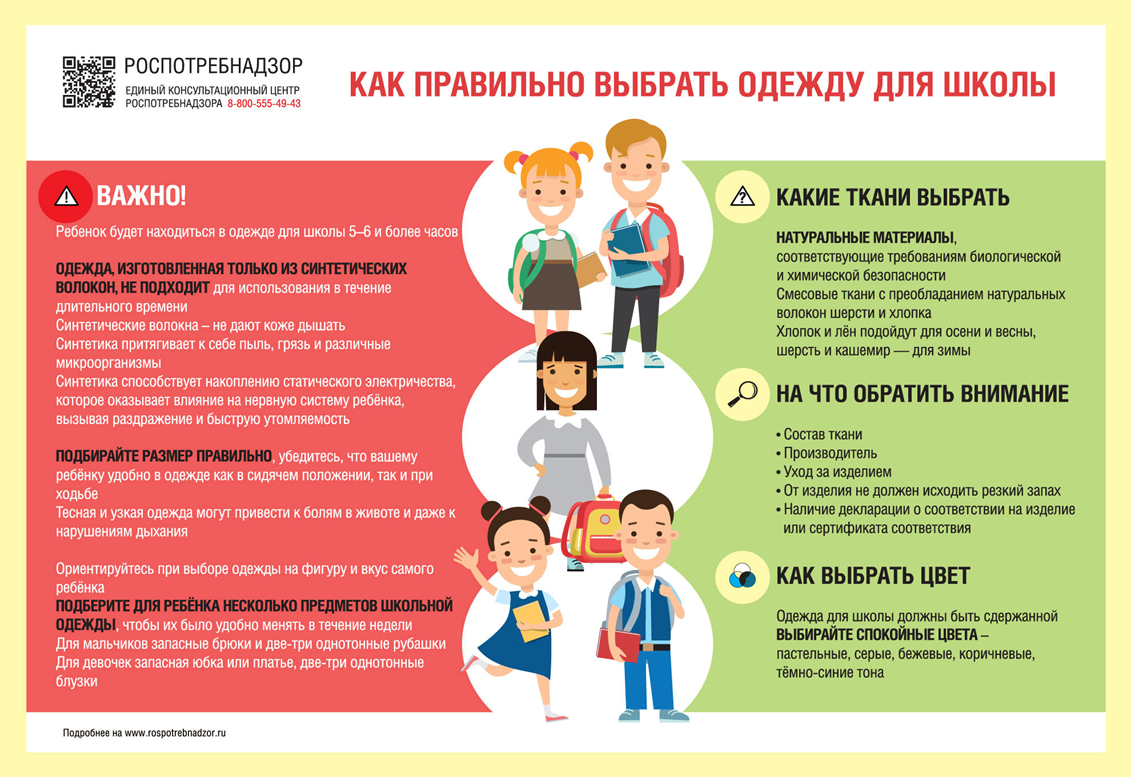 РОСПОТРЕБНАДЗОР
ЕДИНЫЙ КОНСУЛЬТАЦИОННЫЙ ЦЕНТР
РОСПОТРЕБНАДЗОРА 8-800-555-49-43
КАК ПРАВИЛЬНО ВЫБРАТЬ ОДЕЖДУ ДЛЯ ШКОЛЫ
ВАЖНО!
Ребенок будет находиться в одежде для школы 5–6 и более часов
ОДЕЖДА, ИЗГОТОВЛЕННАЯ ТОЛЬКО ИЗ СИНТЕТИЧЕСКИХ
ВОЛОКОН, НЕ ПОДХОДИТ для использования в течение
длительного времени
Синтетические волокна – не дают коже дышать
Синтетика притягивает к себе пыль, грязь и различные
микроорганизмы
Синтетика способствует накоплению статического электричества,
которое оказывает влияние на нервную систему ребёнка,
вызывая раздражение и быструю утомляемость
ПОДБИРАЙТЕ РАЗМЕР ПРАВИЛЬНО, убедитесь, что вашему
ребёнку удобно в одежде как в сидячем положении, так и при
ходьбе
Тесная и узкая одежда могут привести к болям в животе и даже к
нарушениям дыхания
Ориентируйтесь при выборе одежды на фигуру и вкус самого
ребёнка
ПОДБЕРИТЕ ДЛЯ РЕБЁНКА НЕСКОЛЬКО ПРЕДМЕТОВ ШКОЛЬНОЙ
ОДЕЖДЫ, чтобы их было удобно менять в течение недели
Для мальчиков запасные брюки и две-три однотонные рубашки
Для девочек запасная юбка или платье, две-три однотонные
блузки
КАКИЕ ТКАНИ ВЫБРАТЬ
НАТУРАЛЬНЫЕ МАТЕРИАЛЫ,
соответствующие требованиям биологической
и химической безопасности
Смесовые ткани с преобладанием натуральных
волокон шерсти и хлопка
Хлопок и лён подойдут для осени и весны,
шерсть и кашемир — для зимы
НА ЧТО ОБРАТИТЬ ВНИМАНИЕ
• Состав ткани
• Производитель
• Уход за изделием
• От изделия не должен исходить резкий запах
• Наличие декларации о соответствии на изделие
или сертификата соответствия
КАК ВЫБРАТЬ ЦВЕТ
Одежда для школы должны быть сдержанной
ВЫБИРАЙТЕ СПОКОЙНЫЕ ЦВЕТА –
пастельные, серые, бежевые, коричневые,
тёмно-синие тона
Подробнее на www.rospotrebnadzor.ru